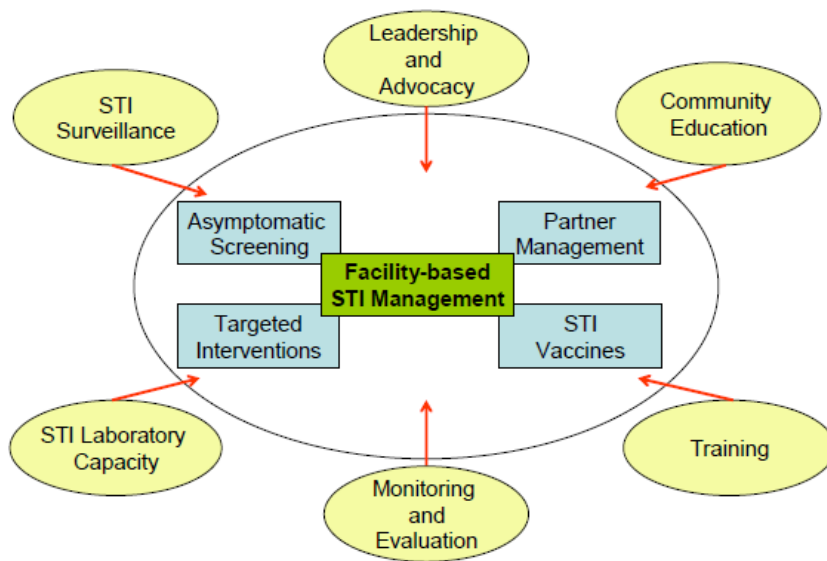 Leadership
and
Advocacy
STI
Surveillance
Community
Education
Asymptomatic
Screening
Partner
Management
Facility-based
STI Management
Targeted
Interventions
STI
Vaccines
STI Laboratory
Capacity
Monitoring
and
Evaluation
Training